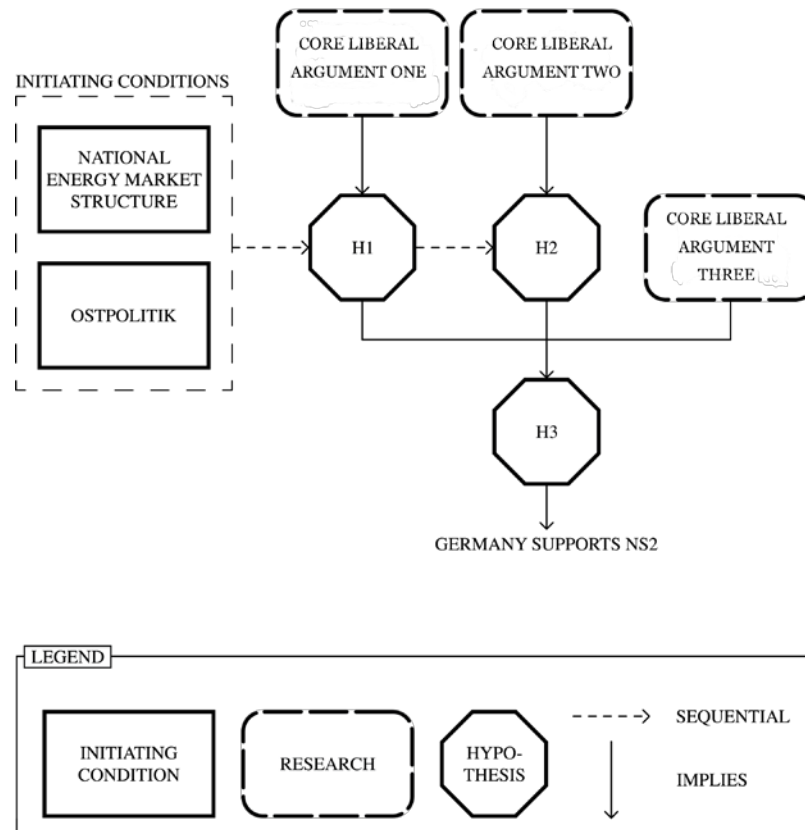 CORE LIBERAL
ARGUMENT ONE
CORE LIBERAL
ARGUMENT TWO
INITIATING CONDITIONS
NATIONAL
ENERGY MARKET
STRUCTURE
OSTPOLITIK
H1
H2
CORE LIBERAL
ARGUMENT
THREE
H3
GERMANY SUPPORTS NS2
LEGEND
INITIATING
CONDITION
RESEARCH
HYPO-
THESIS
SEQUENTIAL
IMPLIES